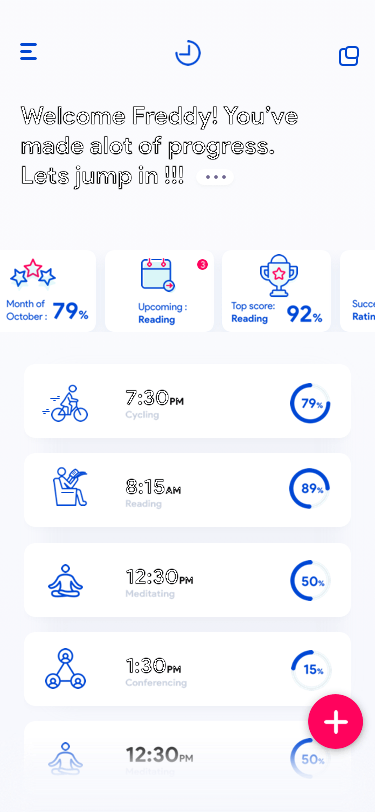 Welcome Freddy! You've
made alot of progress.
Lets jump in !!!
Month of
October : 79%
Upcoming :
Reading
3
Top score:
Reading 92%
Succe
Ratin
7:30PM
Cycling
79%
8:15AM
Reading
89%
12:30PM
Meditating
50%
1:30PM
Conferencing
15%
12:30PM
Meditating
50%